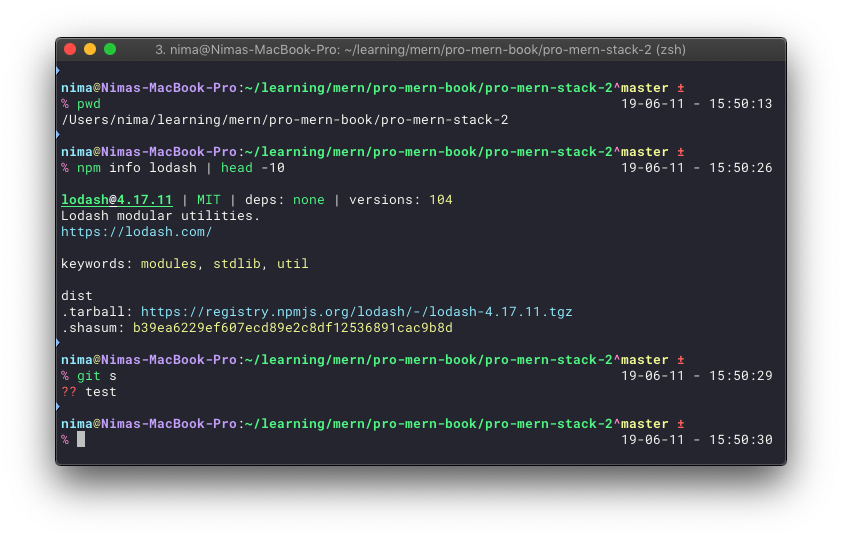 3. nima@Nimas-MacBook-Pro: ~/learning/mern/pro-mern-book/pro-mern-stack-2 (zsh)
nima@Nimas-MacBook-Pro:~/learning/mern/pro-mern-book/pro-mern-stack-2^master ±
% pwd 19-06-11 - 15:50:13
/Users/nima/learning/mern/pro-mern-book/pro-mern-stack-2
nima@Nimas-MacBook-Pro:~/learning/mern/pro-mern-book/pro-mern-stack-2^master ±
% npm info lodash | head -10 19-06-11 - 15:50:26
lodash@4.17.11 | MIT | deps: none | versions: 104
Lodash modular utilities.
https://lodash.com/
keywords: modules, stdlib, util
dist
.tarball: https://registry.npmjs.org/lodash/-/lodash-4.17.11.tgz
.shasum: b39ea6229ef607ecd89e2c8df12536891cac9b8d
nima@Nimas-MacBook-Pro:~/learning/mern/pro-mern-book/pro-mern-stack-2^master ±
% git s 19-06-11 - 15:50:29
?? test
nima@Nimas-MacBook-Pro:~/learning/mern/pro-mern-book/pro-mern-stack-2^master ±
% 19-06-11 - 15:50:30